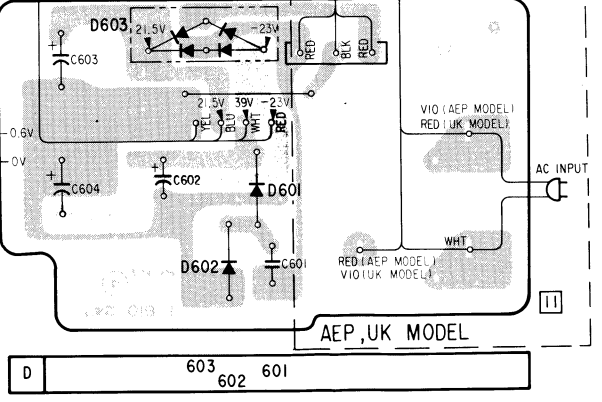 D603
21.5V
-23V
RED
BLK
RED
+
C603
21.5V 39V -23V
YEL
BLU
WHT
RED
-0.6V
0V
VIO (AEP MODEL)
RED (UK MODEL)
AC INPUT
+
C604
+
C602
D601
D602
C601
WHT
RED (AEP MODEL)
VIO (UK MODEL)
11
AEP,UK MODEL
D
603
602
601